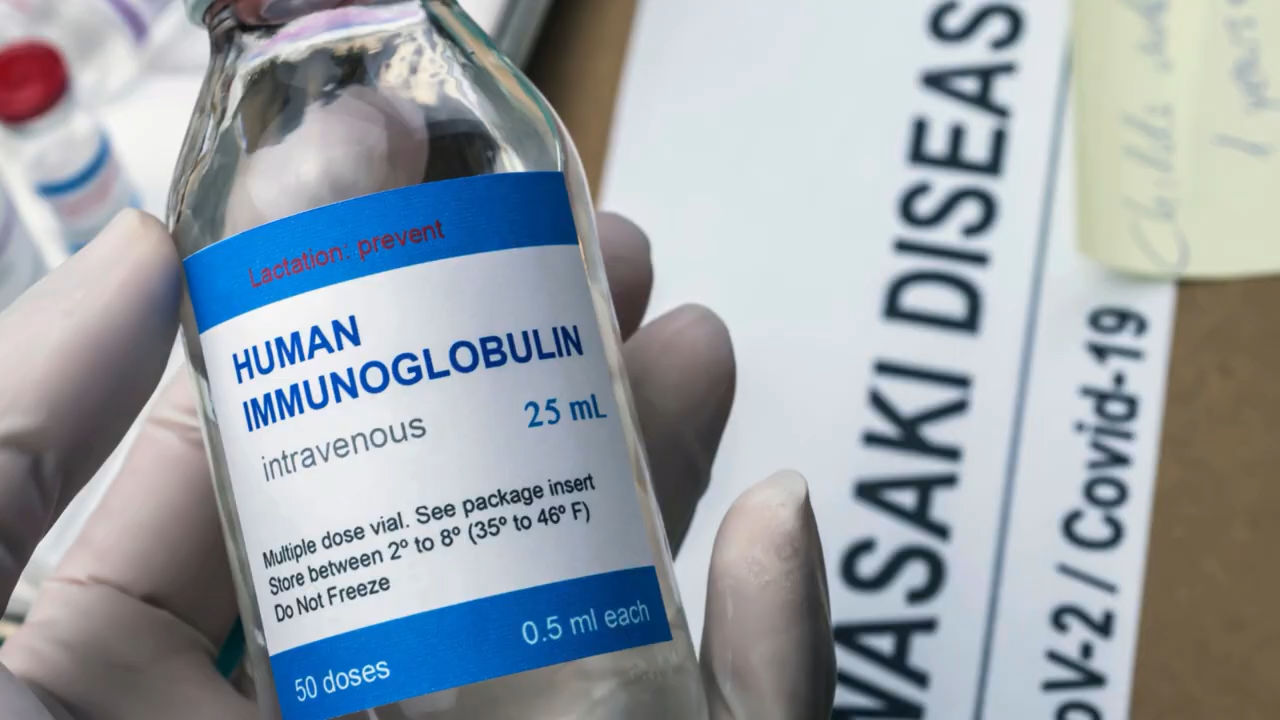 Lactation: prevent
HUMAN
IMMUNOGLOBULIN
25 mL
intravenous
Multiple dose vial. See package insert
Store between 2º to 8º (35º to 46º F)
Do Not Freeze
0.5 ml each
50 doses
WASAKI DISEAS
oV-2 / Covid-19